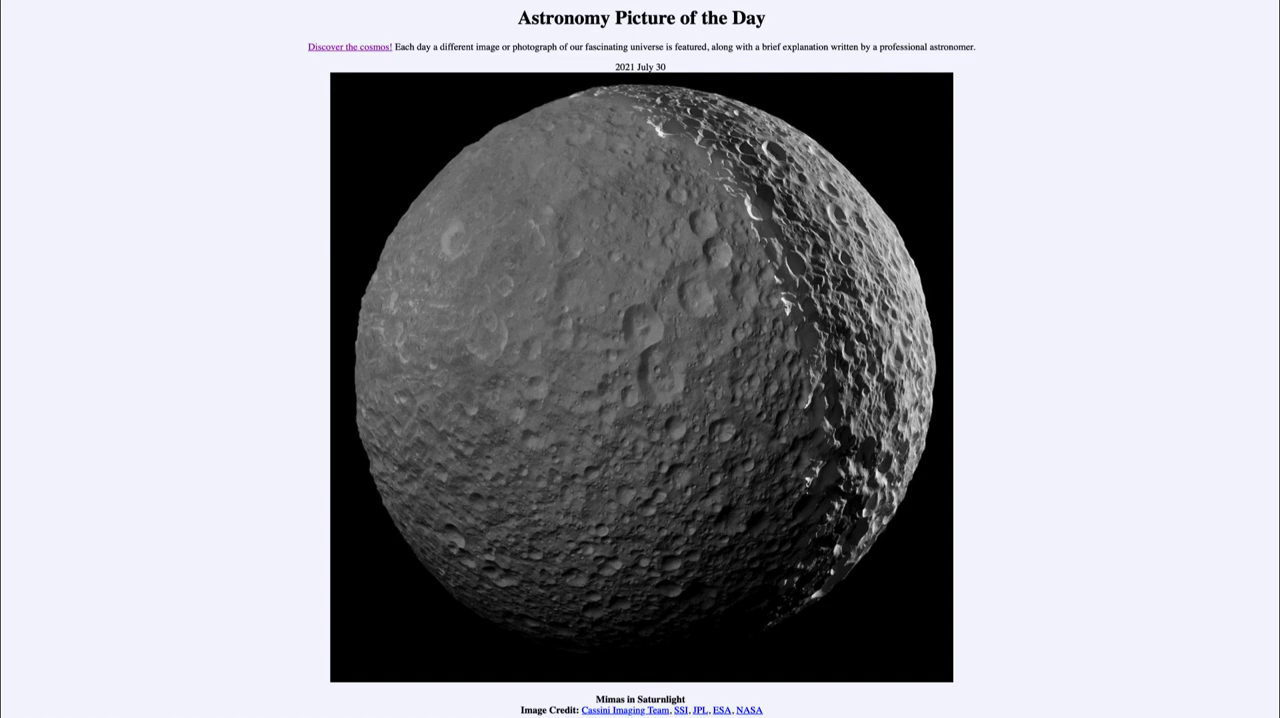 Astronomy Picture of the Day
Discover the cosmos! Each day a different image or photograph of our fascinating universe is featured, along with a brief explanation written by a professional astronomer.
2021 July 30
Mimas in Saturnlight
Image Credit: Cassini Imaging Team, SSI, JPL, ESA, NASA